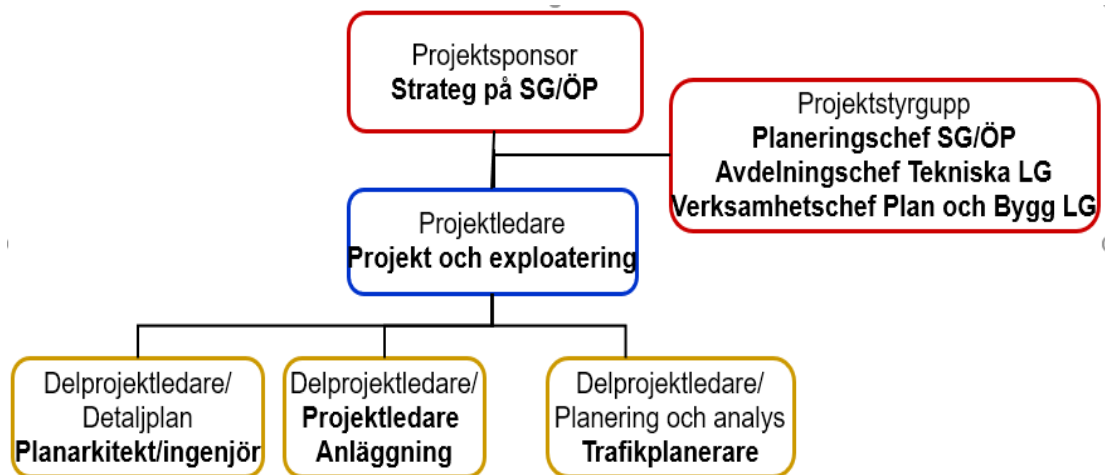 Projektsponsor
Strateg på SG/ÖP
Projektstyrgupp
Planeringschef SG/ÖP
Avdelningschef Tekniska LG
Verksamhetschef Plan och Bygg LG
Projektledare
Projekt och exploatering
Delprojektledare/
Detaljplan
Planarkitekt/ingenjör
Delprojektledare/
Projektledare
Anläggning
Delprojektledare/
Planering och analys
Trafikplanerare